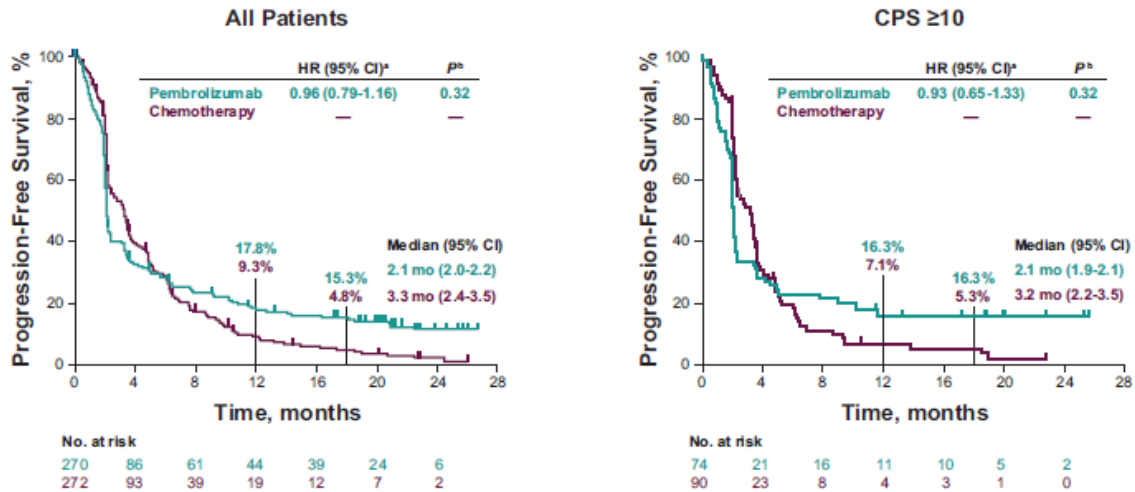 All Patients
Progression-Free Survival, %
100
80
60
40
20
0
HR (95% CI)ᵃ Pᵇ
Pembrolizumab 0.96 (0.79-1.16) 0.32
Chemotherapy — —
17.8%
9.3%
15.3%
4.8%
Median (95% CI)
2.1 mo (2.0-2.2)
3.3 mo (2.4-3.5)
0 4 8 12 16 20 24 28
Time, months
No. at risk
270 86 61 44 39 24 6
272 93 39 19 12 7 2
CPS ≥10
Progression-Free Survival, %
100
80
60
40
20
0
HR (95% CI)ᵃ Pᵇ
Pembrolizumab 0.93 (0.65-1.33) 0.32
Chemotherapy — —
16.3%
7.1%
16.3%
5.3%
Median (95% CI)
2.1 mo (1.9-2.1)
3.2 mo (2.2-3.5)
0 4 8 12 16 20 24 28
Time, months
No. at risk
74 21 16 11 10 5 2
90 23 8 4 3 1 0